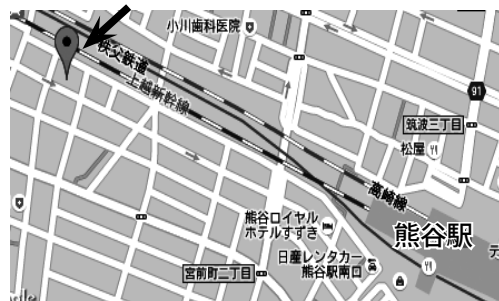 小川歯科医院
秩父鉄道
上越新幹線
91
筑波三丁目
松屋
高崎線
熊谷駅
熊谷ロイヤル
ホテルすずき
日産レンタカー
熊谷駅南口
宮前町二丁目
テ